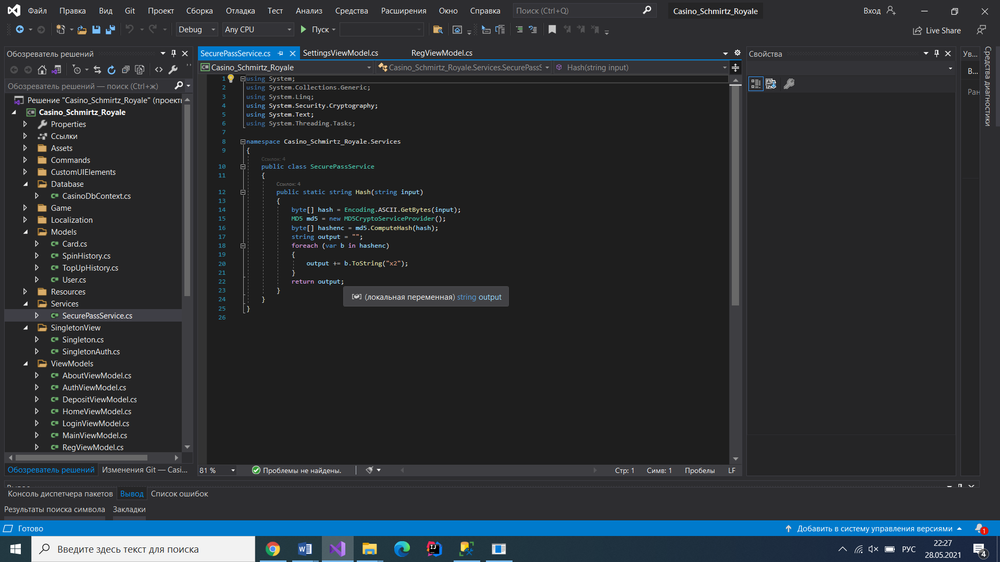 Файл Правка Вид Git Проект Сборка Отладка Тест Анализ Средства Расширения Окно Справка Поиск (Ctrl+Q) Casino_Schmirtz_Royale Вход
Debug Any CPU Пуск Live Share
Обозреватель решений
Обозреватель решений — поиск (Ctrl+ж)
Решение "Casino_Schmirtz_Royale" (проекты
Casino_Schmirtz_Royale
Properties
Ссылки
Assets
Commands
CustomUIElements
Database
CasinoDbContext.cs
Game
Localization
Models
Card.cs
SpinHistory.cs
TopUpHistory.cs
User.cs
Resources
Services
SecurePassService.cs
SingletonView
Singleton.cs
SingletonAuth.cs
ViewModels
AboutViewModel.cs
AuthViewModel.cs
DepositViewModel.cs
HomeViewModel.cs
LoginViewModel.cs
MainViewModel.cs
RegViewModel.cs
Обозреватель решений Изменения Git — Casi...
SecurePassService.cs SettingsViewModel.cs RegViewModel.cs
Casino_Schmirtz_Royale Casino_Schmirtz_Royale.Services.SecurePassS Hash(string input)
1 using System;
2 using System.Collections.Generic;
3 using System.Linq;
4 using System.Security.Cryptography;
5 using System.Text;
6 using System.Threading.Tasks;
7
8 namespace Casino_Schmirtz_Royale.Services
9 {
Ссылок: 4
10 public class SecurePassService
11 {
Ссылок: 4
12 public static string Hash(string input)
13 {
14 byte[] hash = Encoding.ASCII.GetBytes(input);
15 MD5 md5 = new MD5CryptoServiceProvider();
16 byte[] hashenc = md5.ComputeHash(hash);
17 string output = "";
18 foreach (var b in hashenc)
19 {
20 output += b.ToString("x2");
21 }
22 return output;
23 }
24 }
25 }
26
(локальная переменная) string output
81 % Проблемы не найдены. Стр: 1 Симв: 1 Пробелы LF
Свойства
Ув...
В...
Ран
Средства диагностики
Консоль диспетчера пакетов Вывод Список ошибок
Результаты поиска символа Закладки
Готово Добавить в систему управления версиями 1
Введите здесь текст для поиска
РУС
22:27
28.05.2021
4